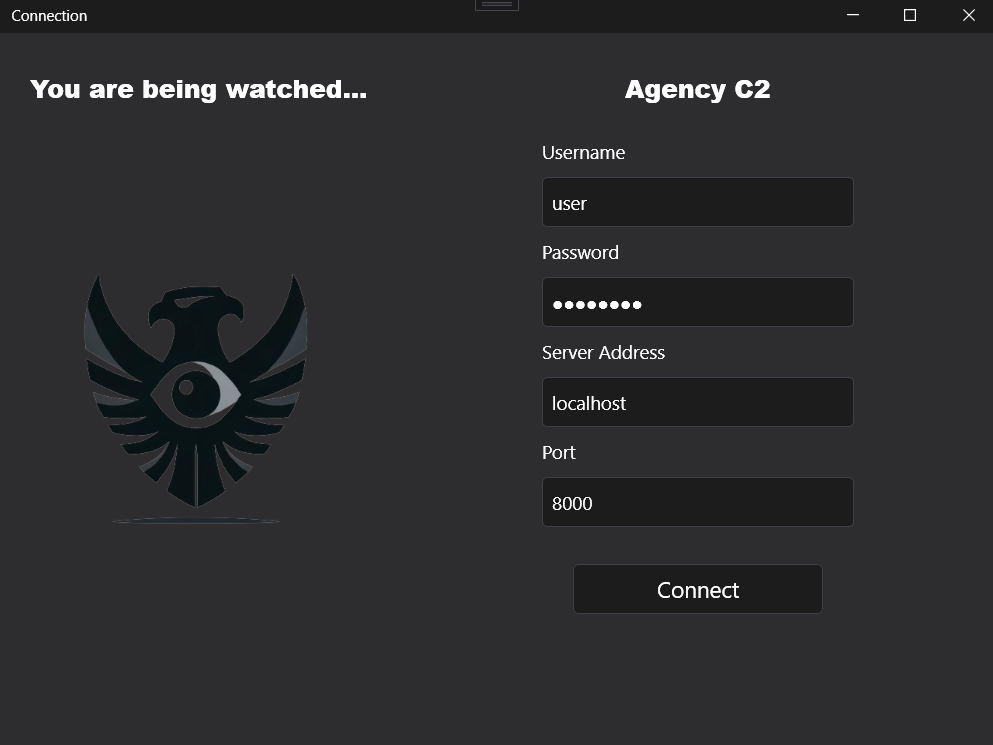 Connection
You are being watched...
Agency C2
Username
user
Password
●●●●●●●●
Server Address
localhost
Port
8000
Connect